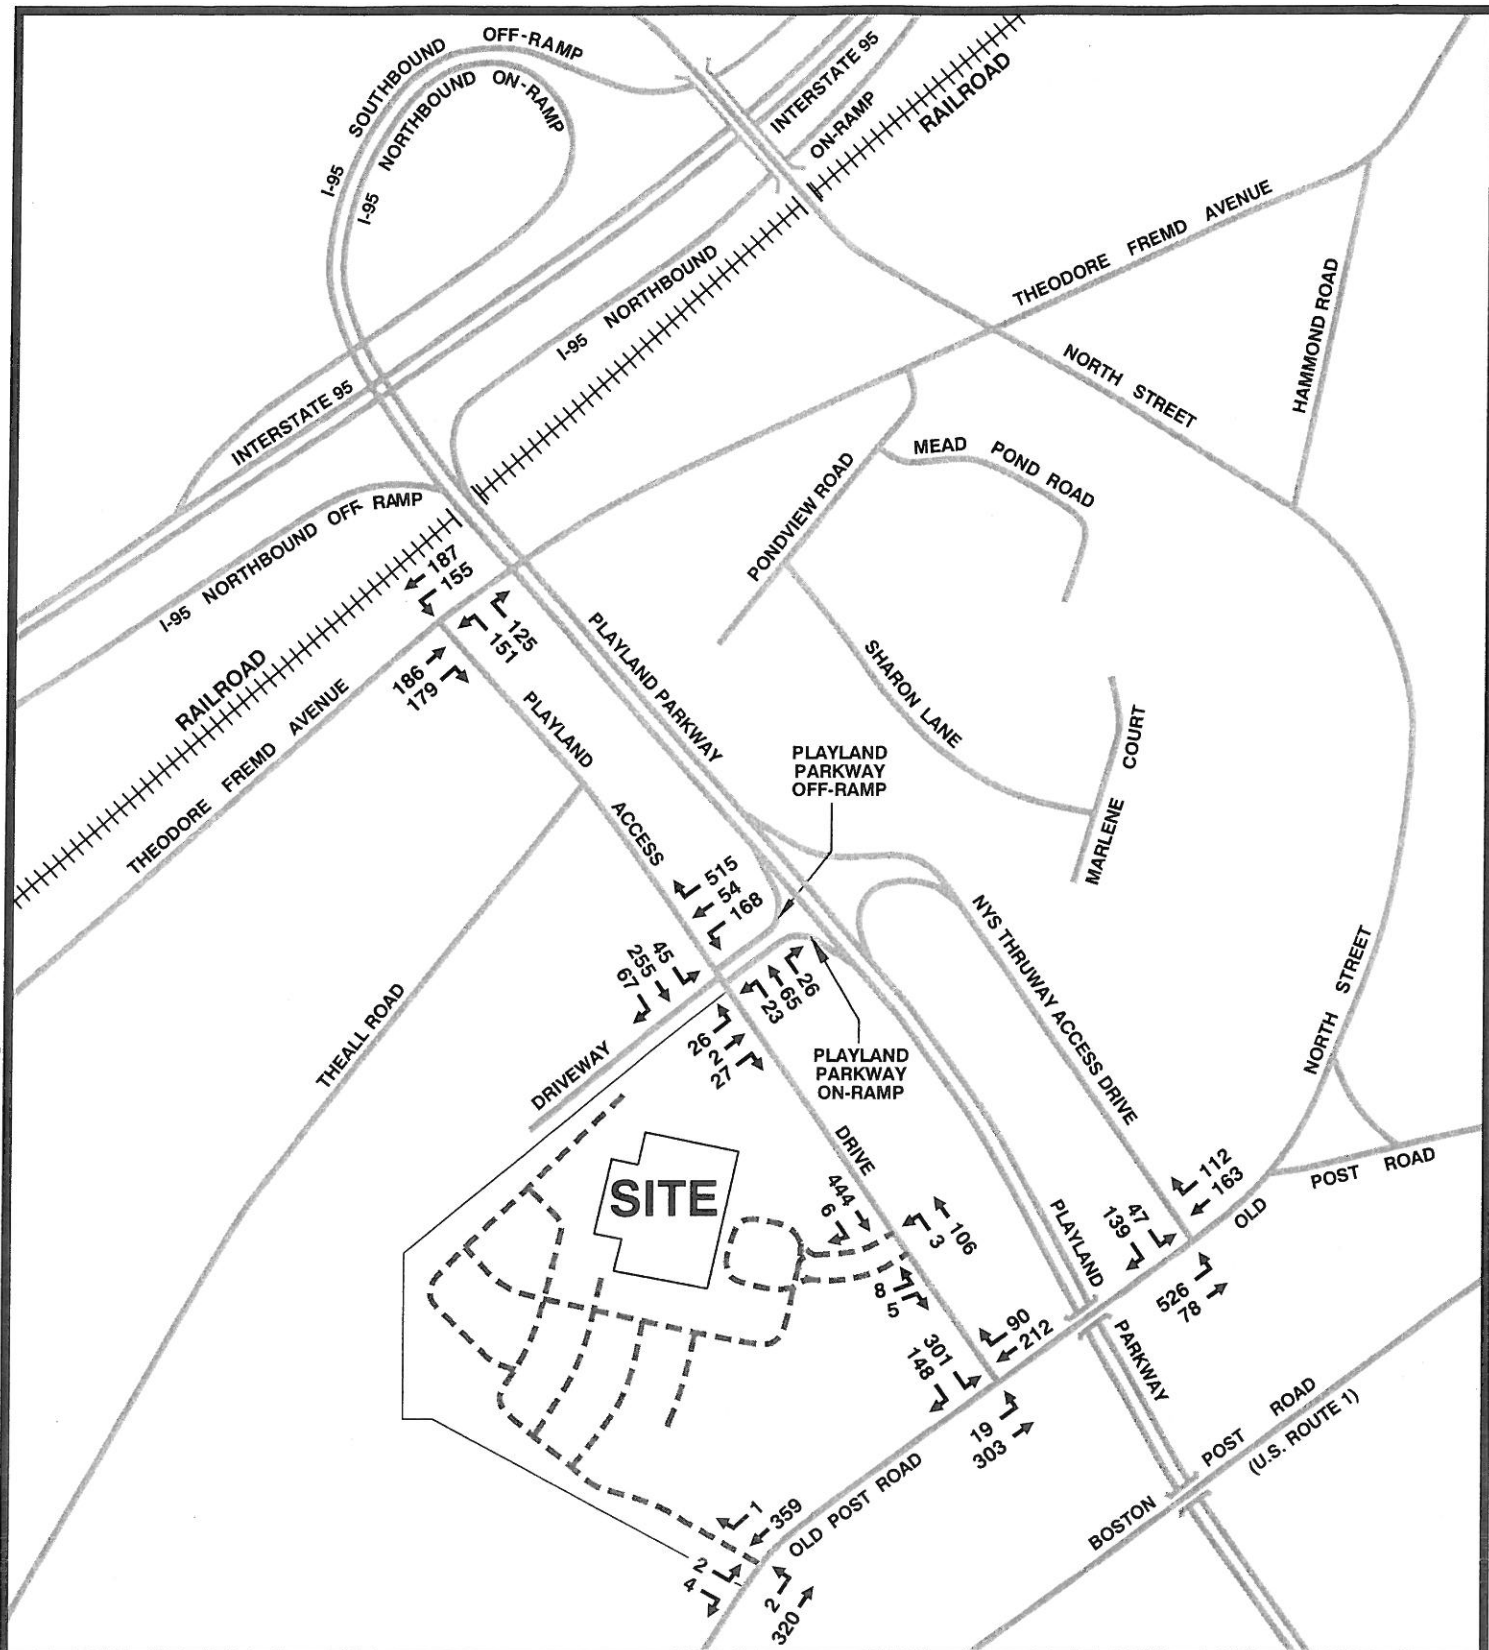 OFF-RAMP
I-95 SOUTHBOUND
I-95 NORTHBOUND ON-RAMP
INTERSTATE 95
ON-RAMP
RAILROAD
THEODORE FREMD AVENUE
HAMMOND ROAD
I-95 NORTHBOUND
NORTH STREET
INTERSTATE 95
MEAD POND ROAD
PONDVIEW ROAD
I-95 NORTHBOUND OFF RAMP
187
155
125
151
186
179
RAILROAD
THEODORE FREMD AVENUE
PLAYLAND PARKWAY
SHARON LANE
MARLENE COURT
PLAYLAND
ACCESS
PLAYLAND
PARKWAY
OFF-RAMP
515
54
168
45
255
67
26
65
23
26
2
27
NYS THRUWAY ACCESS DRIVE
NORTH STREET
THEALL ROAD
DRIVEWAY
PLAYLAND
PARKWAY
ON-RAMP
DRIVE
SITE
444
6
106
3
8
5
PLAYLAND
112
163
47
139
526
78
OLD POST ROAD
90
212
301
148
19
303
PARKWAY
BOSTON POST ROAD
(U.S. ROUTE 1)
OLD POST ROAD
1
359
2
4
2
320